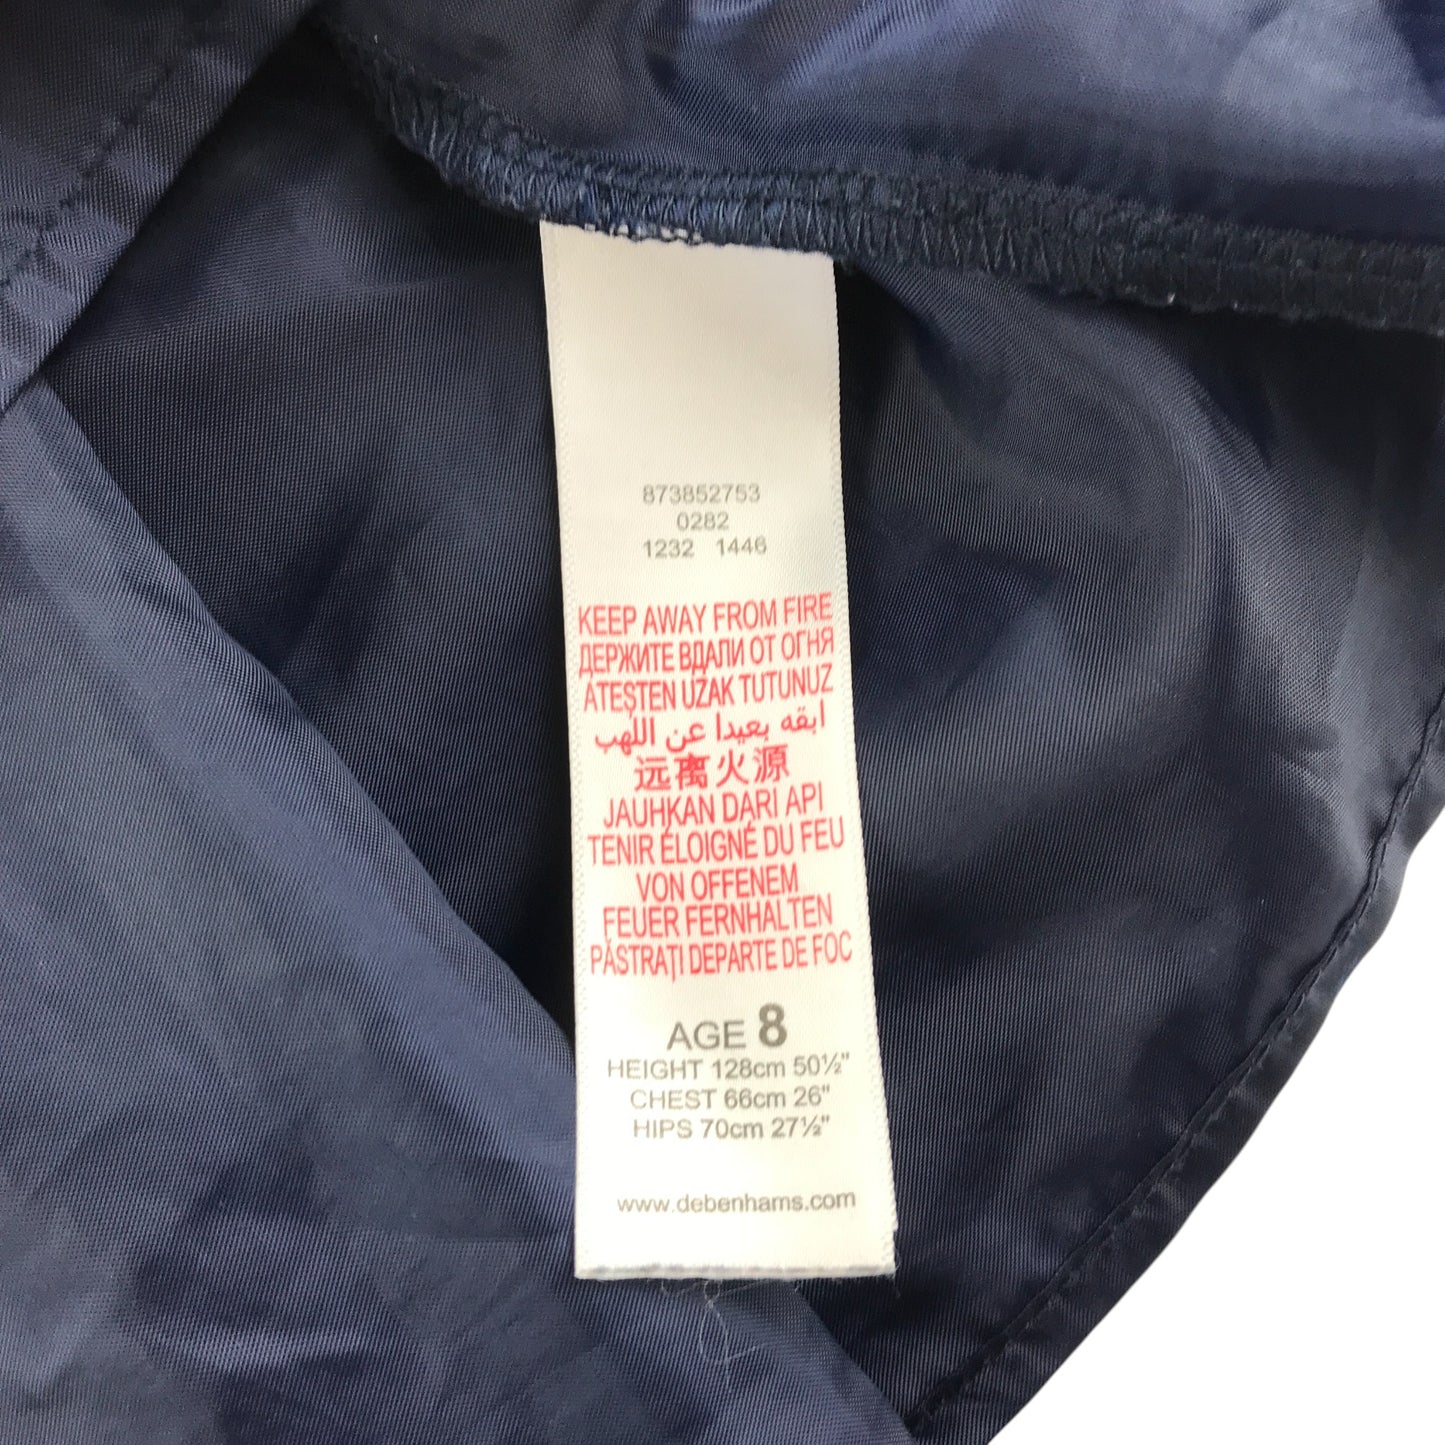 873852753
0282
1232 1446
KEEP AWAY FROM FIRE
ДЕРЖИТЕ ВДАЛИ ОТ ОГНЯ
ATEŞTEN UZAK TUTUNUZ
ابقه بعيدا عن اللهب
远离火源
JAUHKAN DARI API
TENIR ÉLOIGNÉ DU FEU
VON OFFENEM
FEUER FERNHALTEN
PĂSTRAŢI DEPARTE DE FOC
AGE 8
HEIGHT 128cm 50½"
CHEST 66cm 26"
HIPS 70cm 27½"
www.debenhams.com